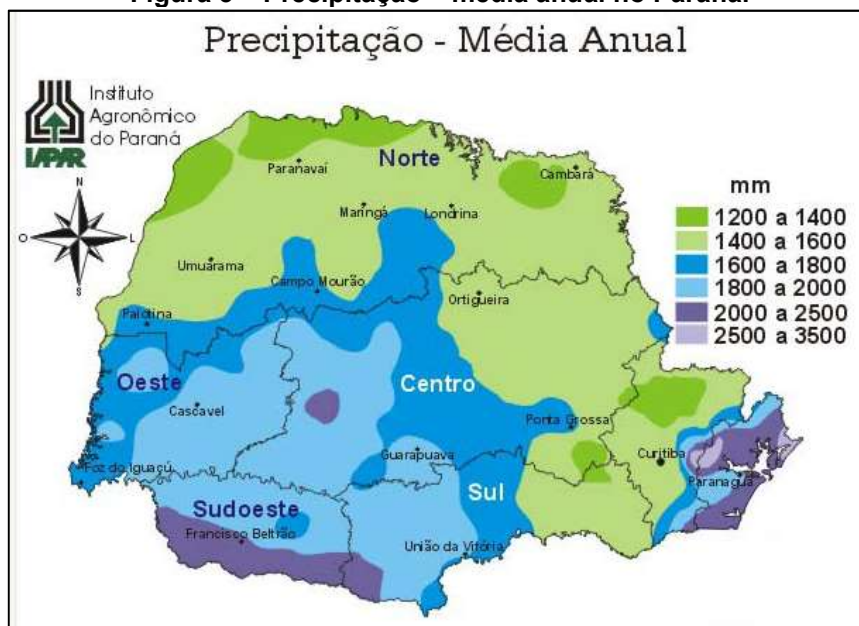 Figura 3 – Precipitação – média anual no Paraná.
Precipitação - Média Anual
Instituto
Agronômico
do Paraná
IAPAR
N
O
L
S
Norte
Paranavaí
Cambará
Maringá
Londrina
Umuarama
Campo Mourão
Ortigueira
Palotina
Oeste
Centro
Cascavel
Ponta Grossa
Guarapuava
Curitiba
Foz do Iguaçú
Sul
Paranaguá
Sudoeste
Francisco Beltrão
União da Vitória
mm
1200 a 1400
1400 a 1600
1600 a 1800
1800 a 2000
2000 a 2500
2500 a 3500